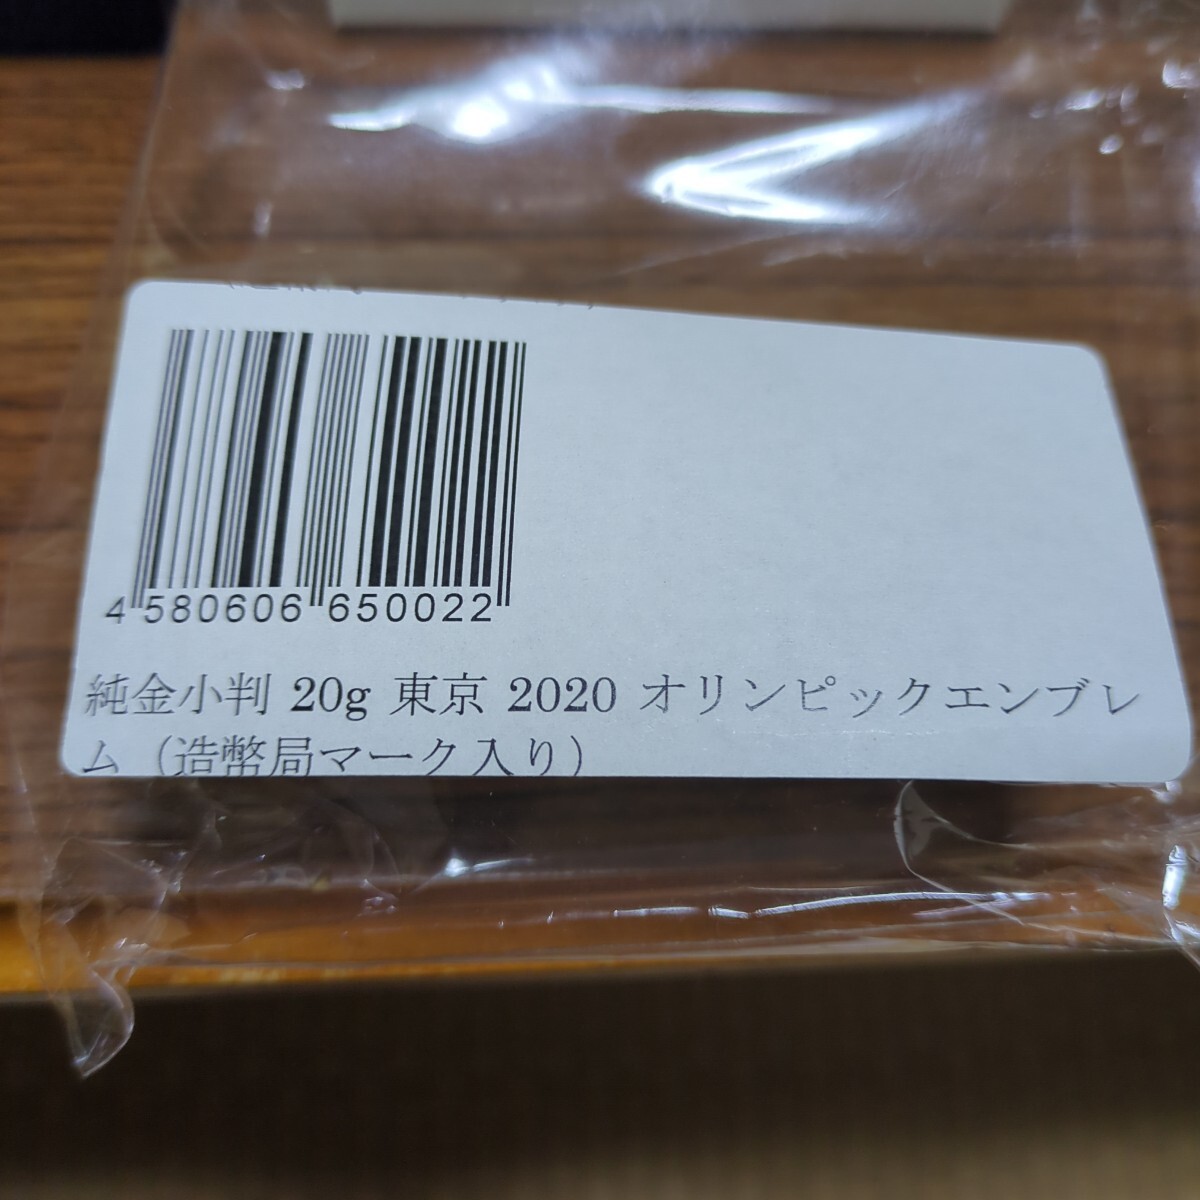 4 580606 650022
純金小判 20g 東京 2020 オリンピックエンブレ
ム（造幣局マーク入り）